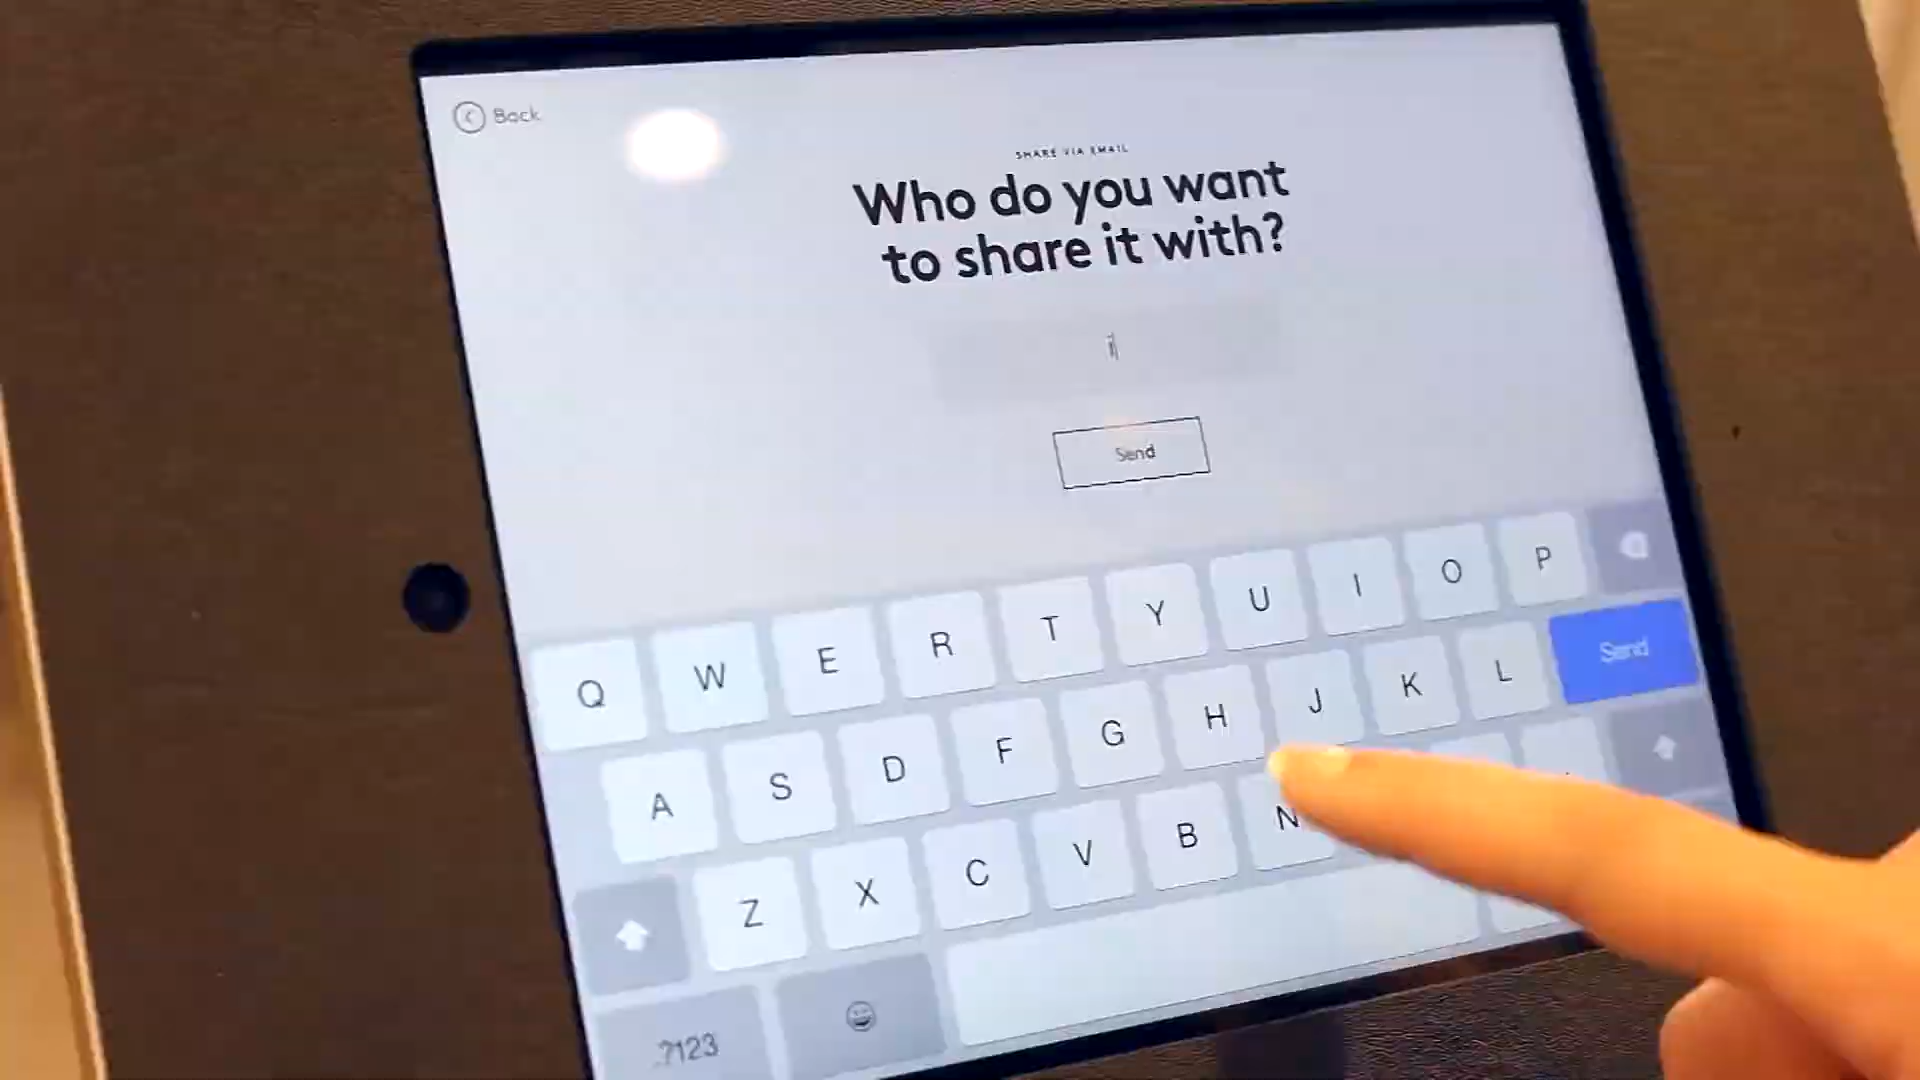 Back
SHARE VIA EMAIL
Who do you want
to share it with?
i
Send
Q W E R T Y U I O P
A S D F G H J K L Send
Z X C V B N
.?123